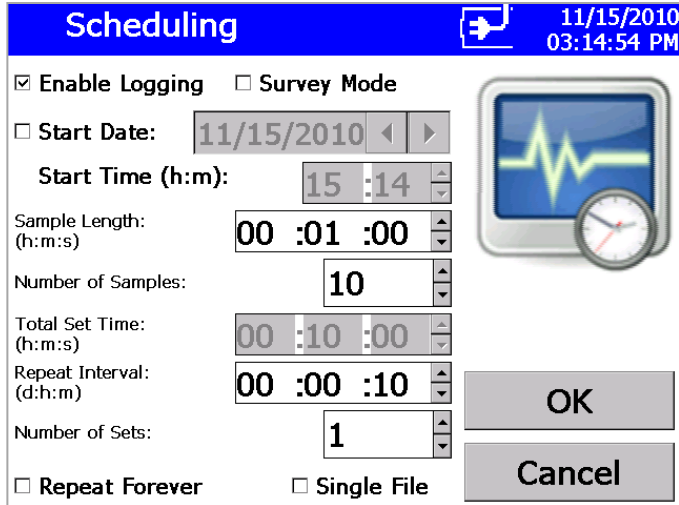 Scheduling
11/15/2010
03:14:54 PM
Enable Logging Survey Mode
Start Date: 11/15/2010
Start Time (h:m): 15 :14
Sample Length:
(h:m:s) 00 :01 :00
Number of Samples: 10
Total Set Time:
(h:m:s) 00 :10 :00
Repeat Interval:
(d:h:m) 00 :00 :10
Number of Sets: 1
Repeat Forever Single File
OK
Cancel